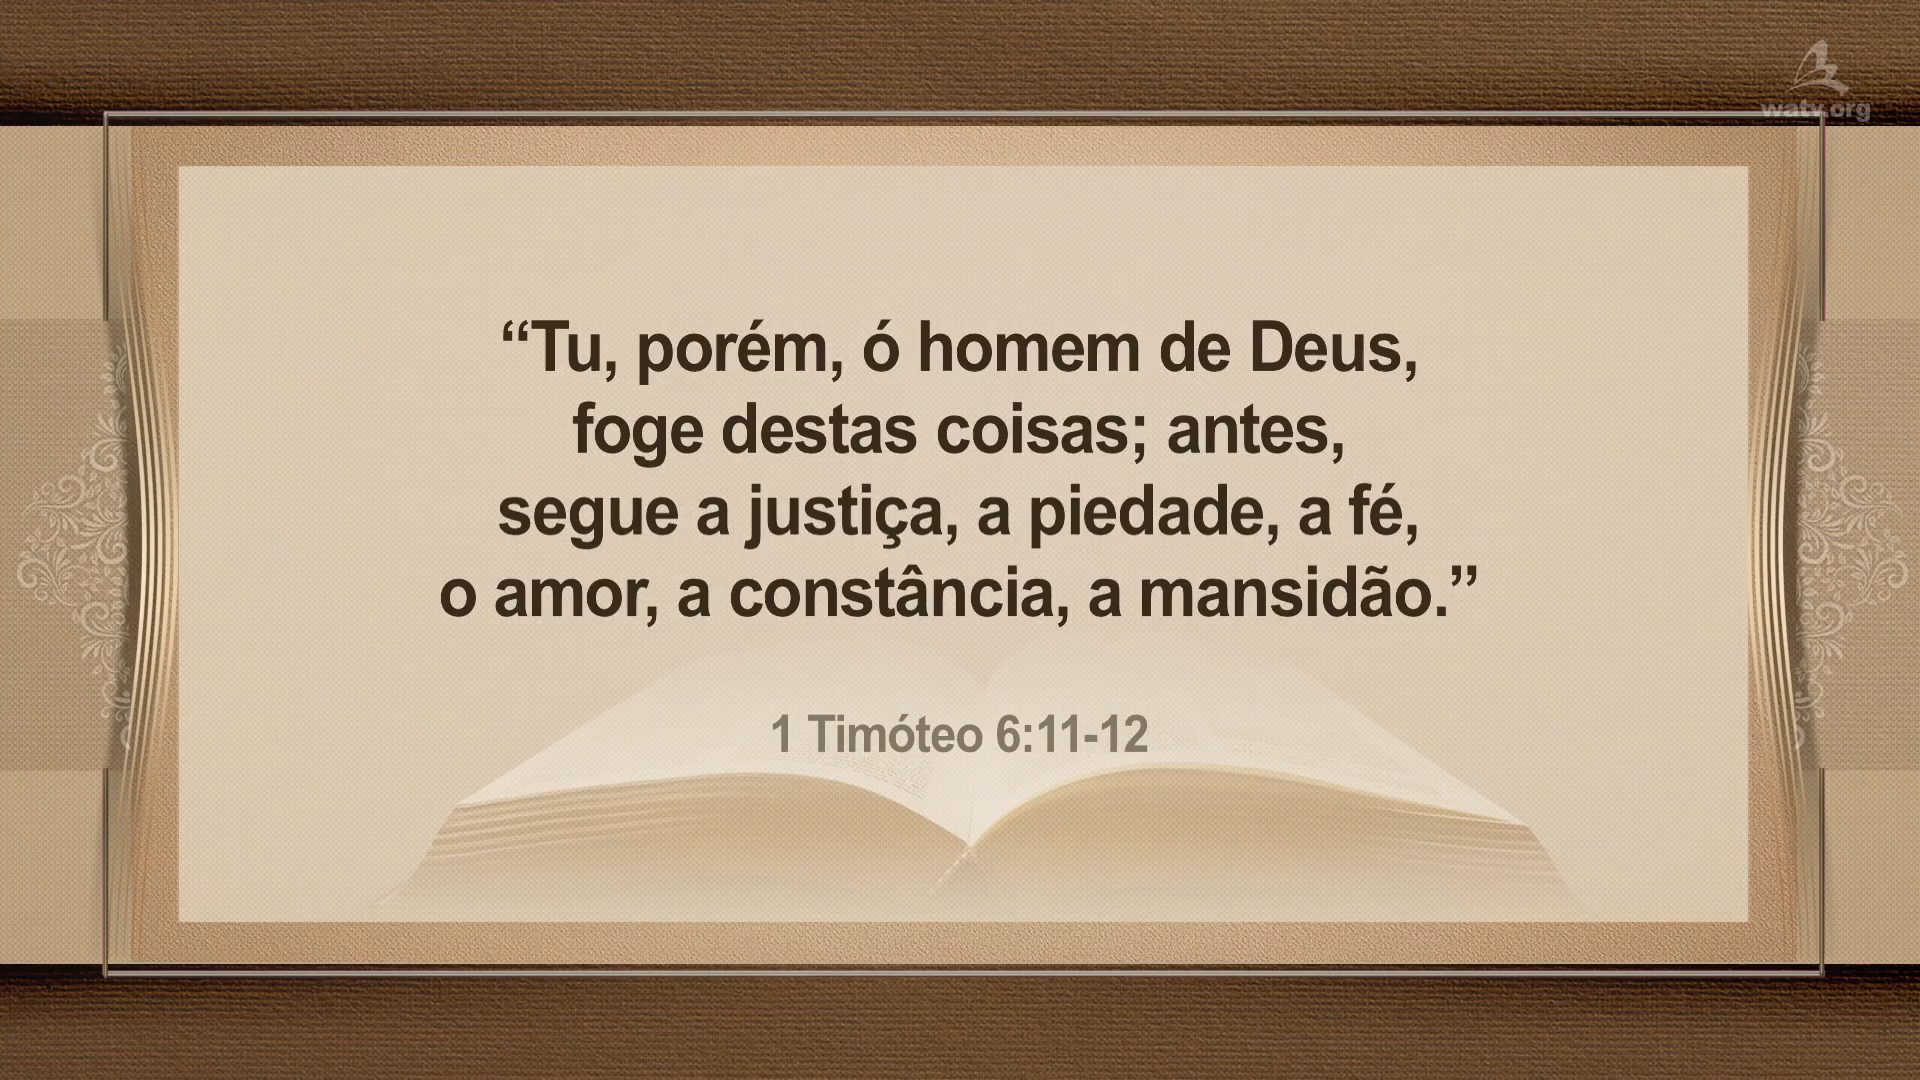 watv.org
“Tu, porém, ó homem de Deus,
foge destas coisas; antes,
segue a justiça, a piedade, a fé,
o amor, a constância, a mansidão.”
1 Timóteo 6:11-12